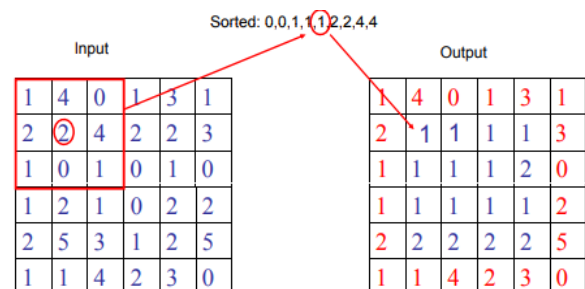 Sorted: 0,0,1,1,1,2,2,4,4
Input
1 4 0 1 3 1
2 2 4 2 2 3
1 0 1 0 1 0
1 2 1 0 2 2
2 5 3 1 2 5
1 1 4 2 3 0
Output
1 4 0 1 3 1
2 1 1 1 1 3
1 1 1 1 2 0
1 1 1 1 1 2
2 2 2 2 2 5
1 1 4 2 3 0